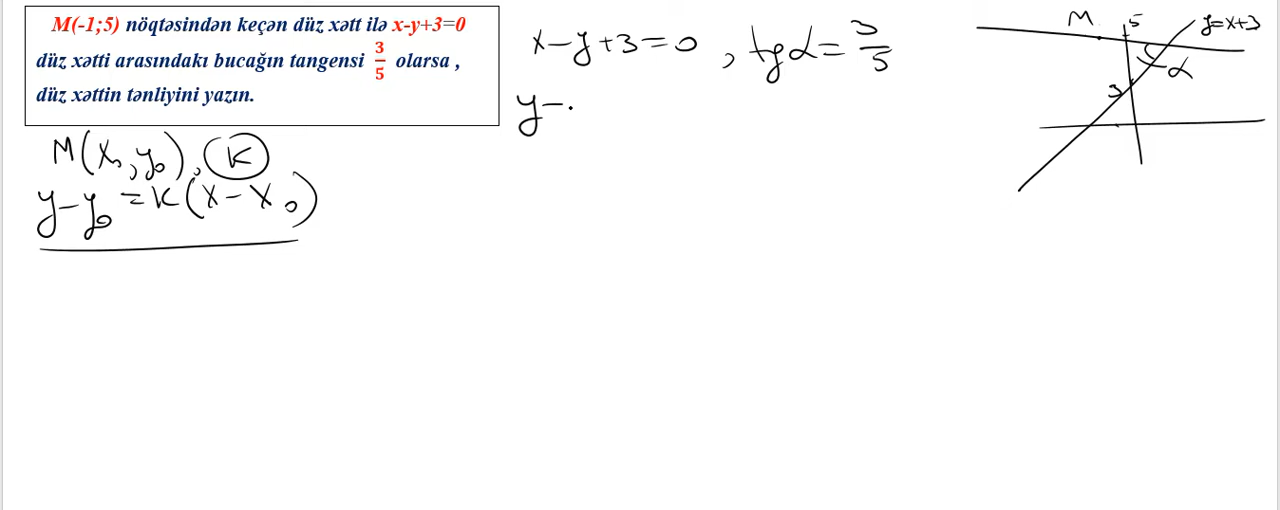 M(-1;5) nöqtəsindən keçən düz xətt ilə x-y+3=0
düz xətti arasındakı bucağın tangensi 3/5 olarsa ,
düz xəttin tənliyini yazın.
M(x₀,y₀), K
y-y₀=K(x-x₀)
x-y+3=0 , tgα=3/5
y-
M 5 y=x+3
α
3